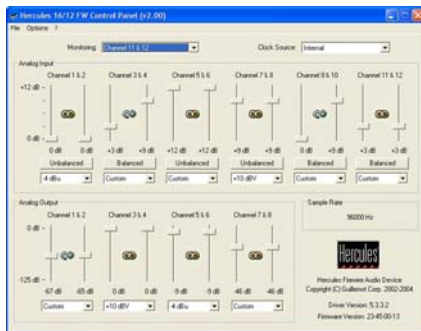 Hercules 16/12 FW Control Panel (v2.00)
File Options ?
Monitoring: Channel 11 & 12 Clock Source: Internal
Analog Input
Channel 1 & 2 Channel 3 & 4 Channel 5 & 6 Channel 7 & 8 Channel 9 & 10 Channel 11 & 12
+12 dB
0 dB
0 dB 0 dB +3 dB +9 dB +12 dB +12 dB +9 dB +9 dB +3 dB +9 dB +3 dB +3 dB
Unbalanced Balanced Unbalanced Unbalanced Balanced Balanced
-4 dBu Custom Custom +10 dBV Custom Custom
Analog Output
Channel 1 & 2 Channel 3 & 4 Channel 5 & 6 Channel 7 & 8
0 dB
-125 dB
-67 dB -65 dB 0 dB 0 dB -9 dB -9 dB -46 dB -46 dB
Custom +10 dBV -4 dBu Custom
Sample Rate
96000 Hz
Hercules
Hercules Firewire Audio Device
Copyright (C) Guillemot Corp. 2002-2004
Driver Version: 5.3.3.2
Firmware Version: 23-45-00-13